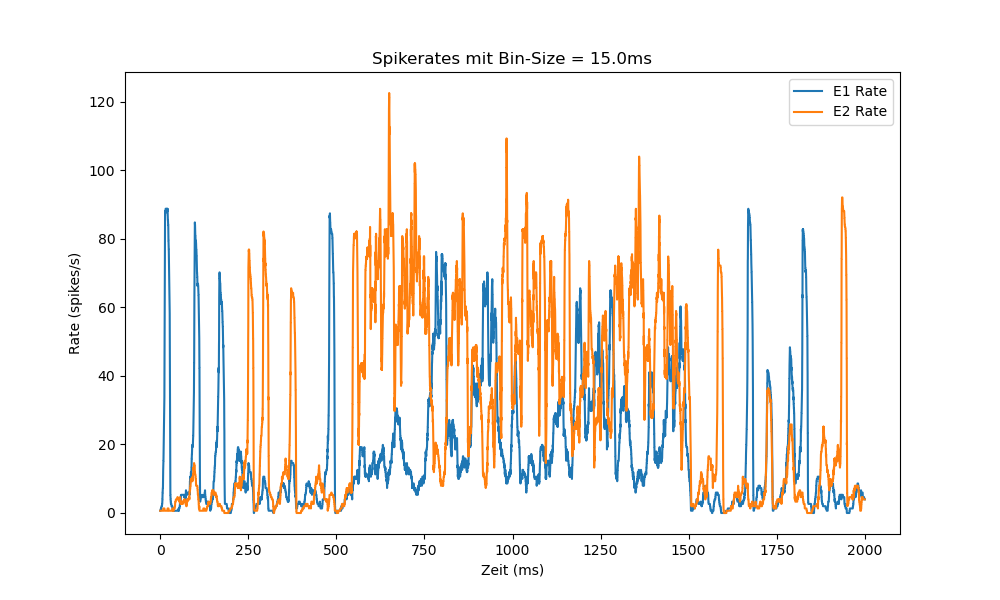 Spikerates mit Bin-Size = 15.0ms
E1 Rate
E2 Rate
Rate (spikes/s)
120
100
80
60
40
20
0
0 250 500 750 1000 1250 1500 1750 2000
Zeit (ms)